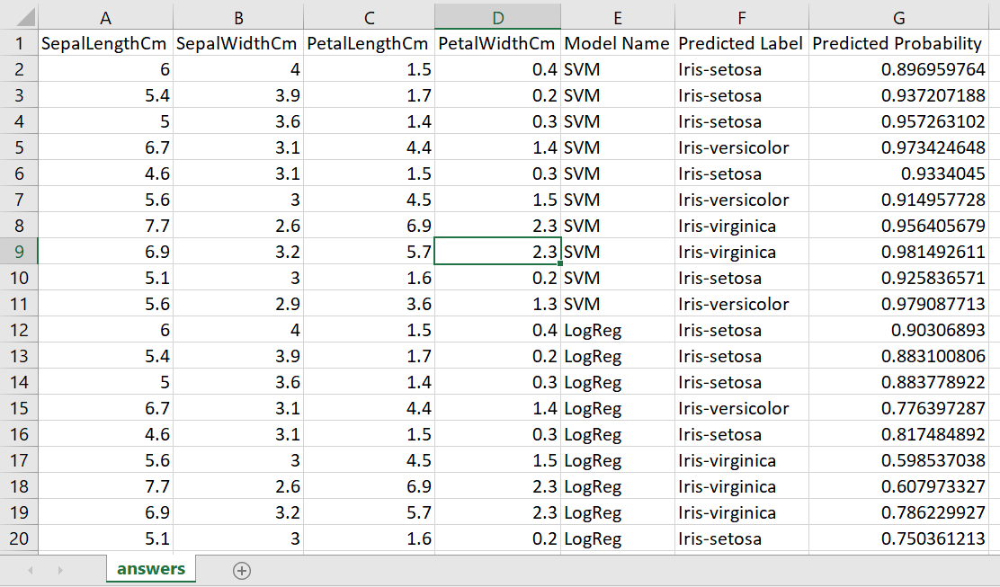 A B C D E F G
1 SepalLengthCm SepalWidthCm PetalLengthCm PetalWidthCm Model Name Predicted Label Predicted Probability
2 6 4 1.5 0.4 SVM Iris-setosa 0.896959764
3 5.4 3.9 1.7 0.2 SVM Iris-setosa 0.937207188
4 5 3.6 1.4 0.3 SVM Iris-setosa 0.957263102
5 6.7 3.1 4.4 1.4 SVM Iris-versicolor 0.973424648
6 4.6 3.1 1.5 0.3 SVM Iris-setosa 0.9334045
7 5.6 3 4.5 1.5 SVM Iris-versicolor 0.914957728
8 7.7 2.6 6.9 2.3 SVM Iris-virginica 0.956405679
9 6.9 3.2 5.7 2.3 SVM Iris-virginica 0.981492611
10 5.1 3 1.6 0.2 SVM Iris-setosa 0.925836571
11 5.6 2.9 3.6 1.3 SVM Iris-versicolor 0.979087713
12 6 4 1.5 0.4 LogReg Iris-setosa 0.90306893
13 5.4 3.9 1.7 0.2 LogReg Iris-setosa 0.883100806
14 5 3.6 1.4 0.3 LogReg Iris-setosa 0.883778922
15 6.7 3.1 4.4 1.4 LogReg Iris-versicolor 0.776397287
16 4.6 3.1 1.5 0.3 LogReg Iris-setosa 0.817484892
17 5.6 3 4.5 1.5 LogReg Iris-virginica 0.598537038
18 7.7 2.6 6.9 2.3 LogReg Iris-virginica 0.607973327
19 6.9 3.2 5.7 2.3 LogReg Iris-virginica 0.786229927
20 5.1 3 1.6 0.2 LogReg Iris-setosa 0.750361213
answers